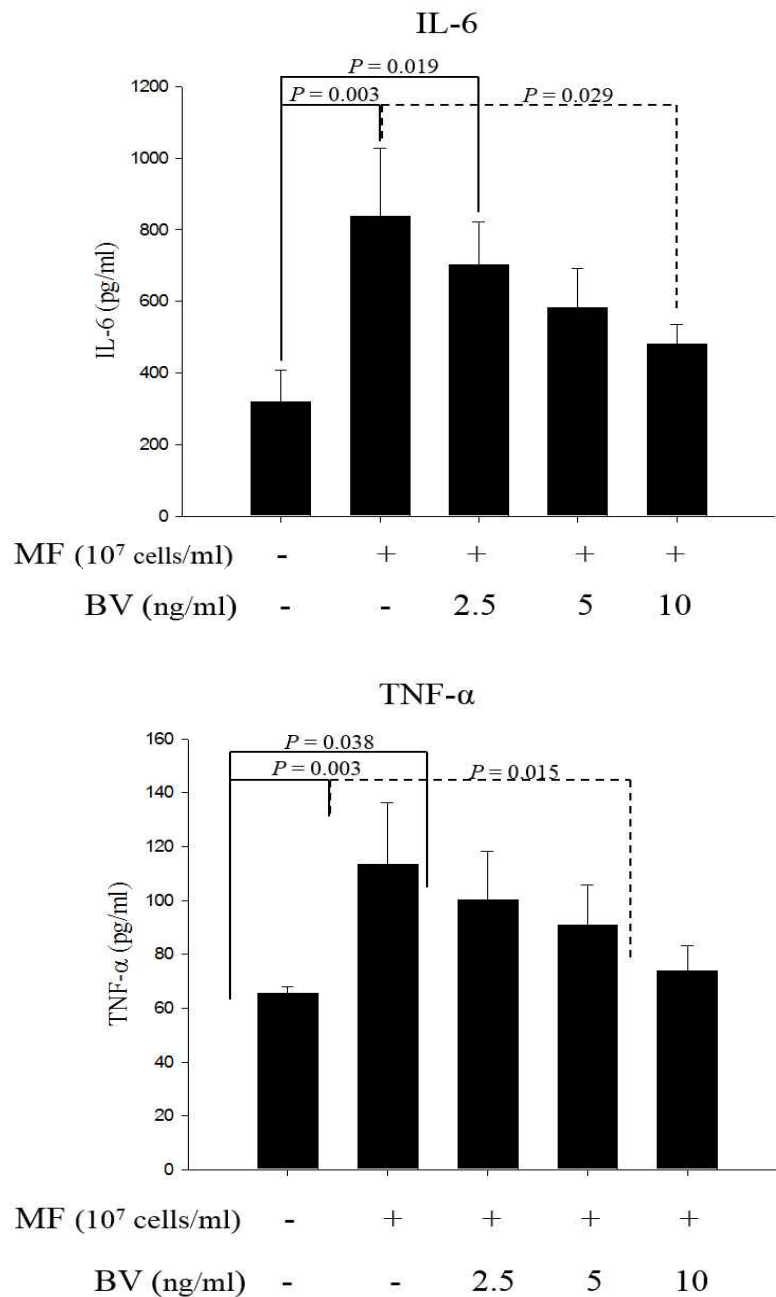 IL-6
1200
P = 0.019
P = 0.003
P = 0.029
1000
800
600
400
200
0
IL-6 (pg/ml)
MF (10⁷ cells/ml) - + + + +
BV (ng/ml) - - 2.5 5 10
TNF-α
160
P = 0.038
P = 0.003
P = 0.015
140
120
100
80
60
40
20
0
TNF-α (pg/ml)
MF (10⁷ cells/ml) - + + + +
BV (ng/ml) - - 2.5 5 10